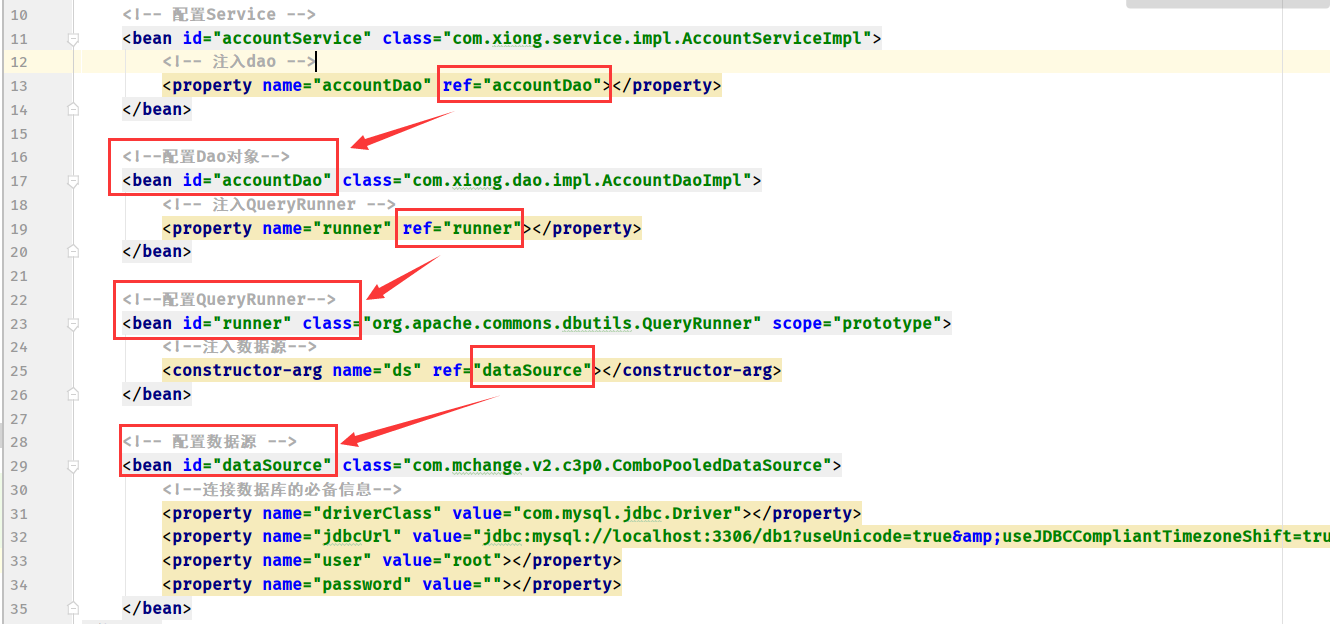 10 <!-- 配置Service -->
11 <bean id="accountService" class="com.xiong.service.impl.AccountServiceImpl">
12 <!-- 注入dao -->
13 <property name="accountDao" ref="accountDao"></property>
14 </bean>
15
16 <!--配置Dao对象-->
17 <bean id="accountDao" class="com.xiong.dao.impl.AccountDaoImpl">
18 <!-- 注入QueryRunner -->
19 <property name="runner" ref="runner"></property>
20 </bean>
21
22 <!--配置QueryRunner-->
23 <bean id="runner" class="org.apache.commons.dbutils.QueryRunner" scope="prototype">
24 <!--注入数据源-->
25 <constructor-arg name="ds" ref="dataSource"></constructor-arg>
26 </bean>
27
28 <!-- 配置数据源 -->
29 <bean id="dataSource" class="com.mchange.v2.c3p0.ComboPooledDataSource">
30 <!--连接数据库的必备信息-->
31 <property name="driverClass" value="com.mysql.jdbc.Driver"></property>
32 <property name="jdbcUrl" value="jdbc:mysql://localhost:3306/db1?useUnicode=true&amp;useJDBCCompliantTimezoneShift=tru
33 <property name="user" value="root"></property>
34 <property name="password" value=""></property>
35 </bean>